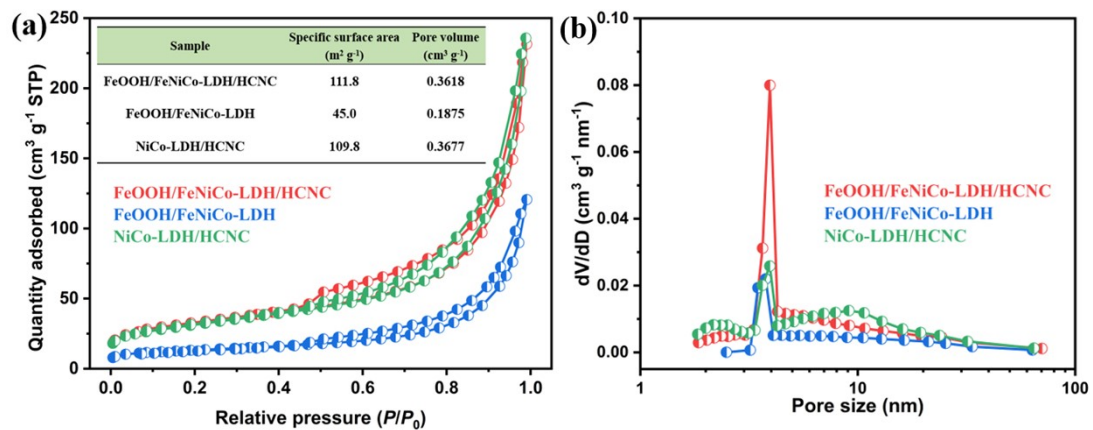 (a)
250
200
150
100
50
0
Quantity adsorbed (cm³ g⁻¹ STP)
Sample Specific surface area (m² g⁻¹) Pore volume (cm³ g⁻¹)
FeOOH/FeNiCo-LDH/HCNC 111.8 0.3618
FeOOH/FeNiCo-LDH 45.0 0.1875
NiCo-LDH/HCNC 109.8 0.3677
FeOOH/FeNiCo-LDH/HCNC
FeOOH/FeNiCo-LDH
NiCo-LDH/HCNC
0.0 0.2 0.4 0.6 0.8 1.0
Relative pressure (P/P₀)
(b)
0.10
0.08
0.06
0.04
0.02
0.00
dV/dD (cm³ g⁻¹ nm⁻¹)
FeOOH/FeNiCo-LDH/HCNC
FeOOH/FeNiCo-LDH
NiCo-LDH/HCNC
1 10 100
Pore size (nm)